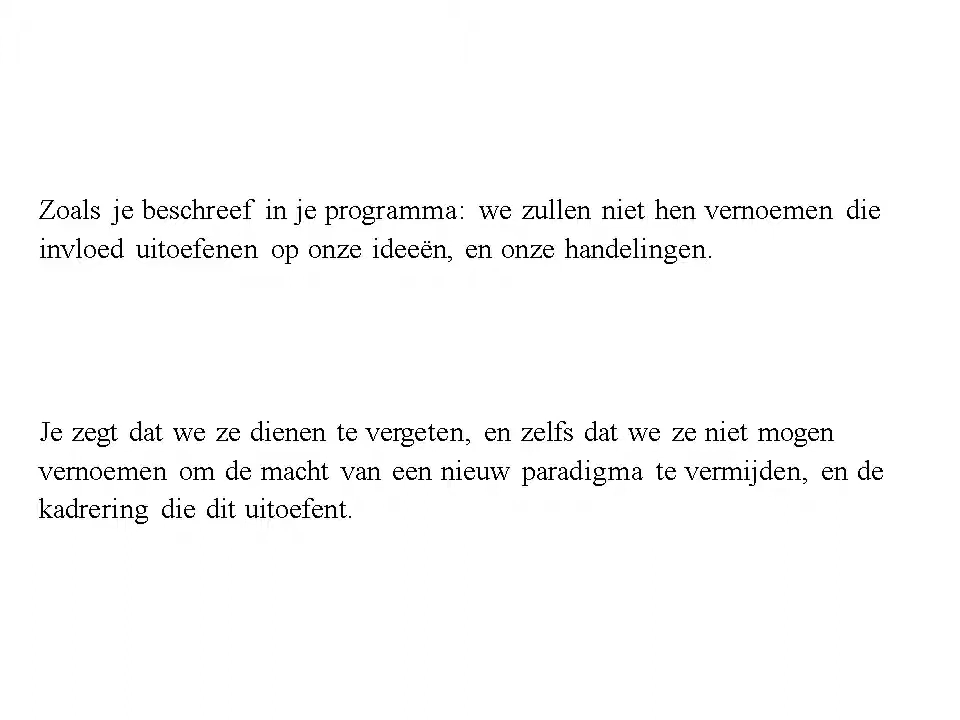 Zoals je beschreef in je programma: we zullen niet hen vernoemen die
invloed uitoefenen op onze ideeën, en onze handelingen.
Je zegt dat we ze dienen te vergeten, en zelfs dat we ze niet mogen
vernoemen om de macht van een nieuw paradigma te vermijden, en de
kadrering die dit uitoefent.